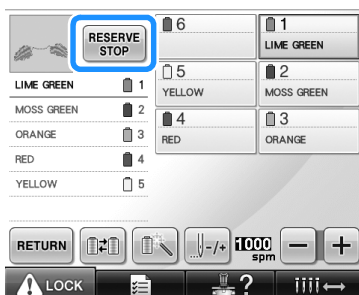 RESERVE
STOP
LIME GREEN 1
MOSS GREEN 2
ORANGE 3
RED 4
YELLOW 5
6
1
LIME GREEN
5
YELLOW
2
MOSS GREEN
4
RED
3
ORANGE
RETURN
-/+
1000
spm
− +
LOCK
?